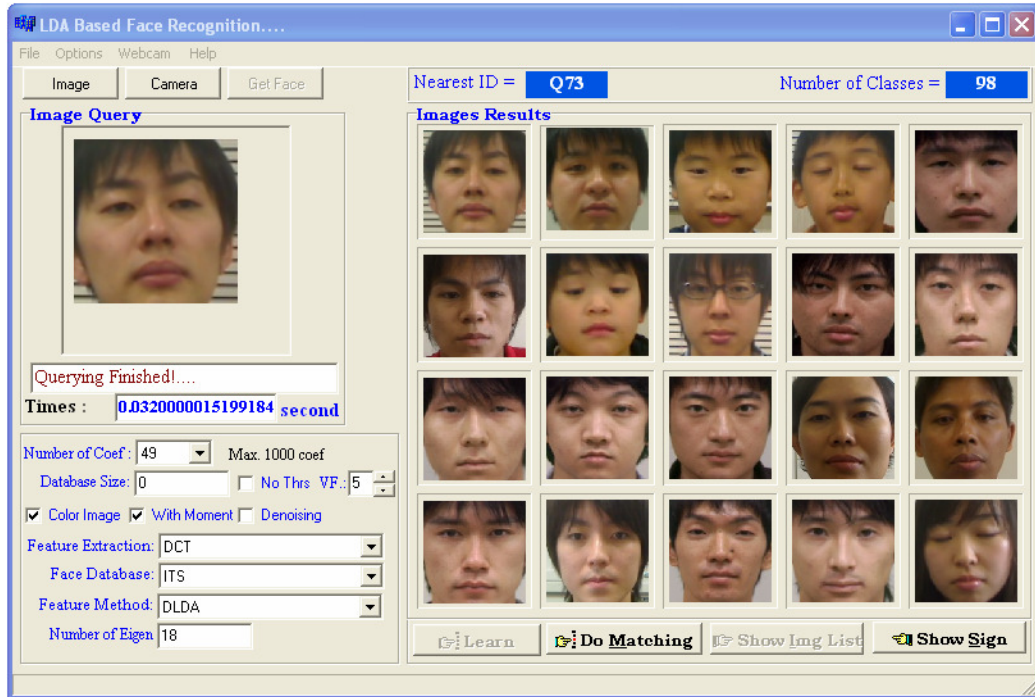 LDA Based Face Recognition....
File Options Webcam Help
Image Camera Get Face
Nearest ID = Q73 Number of Classes = 98
Image Query
Images Results
Querying Finished!....
Times : 0.0320000015199184 second
Number of Coef : 49 Max. 1000 coef
Database Size: 0 No Thrs VF.: 5
Color Image With Moment Denoising
Feature Extraction: DCT
Face Database: ITS
Feature Method: DLDA
Number of Eigen 18
Learn Do Matching Show Img List Show Sign